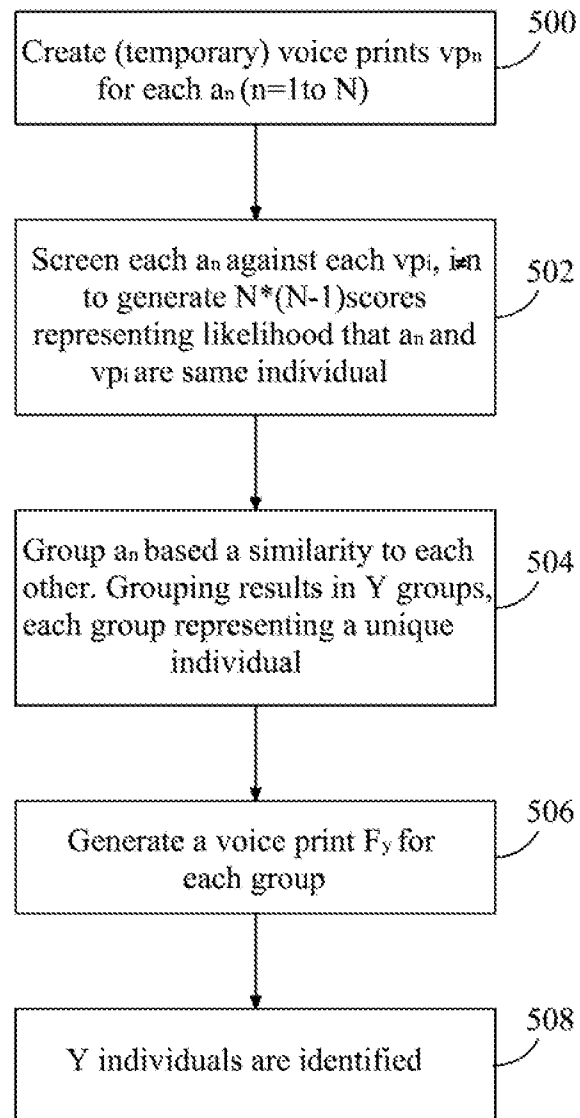 Create (temporary) voice prints vpn
for each an (n=1to N)
500
Screen each an against each vpi, i≠n
to generate N*(N-1)scores
representing likelihood that an and
vpi are same individual
502
Group an based a similarity to each
other. Grouping results in Y groups,
each group representing a unique
individual
504
Generate a voice print Fy for
each group
506
Y individuals are identified
508